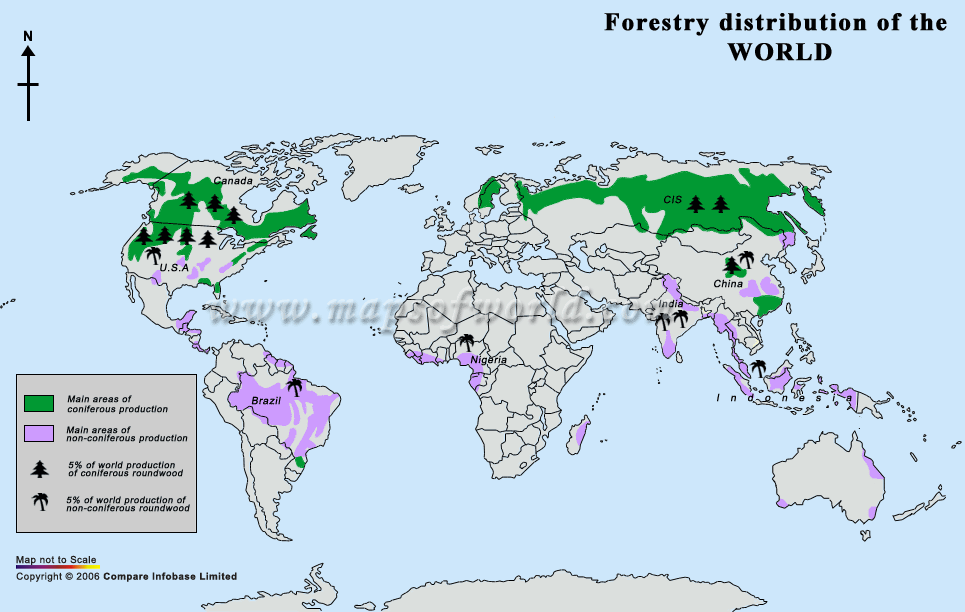 Forestry distribution of the
WORLD
N
Canada
CIS
U.S.A
China
India
www.mapsofworld.com
Nigeria
Brazil
Indonesia
Main areas of
coniferous production
Main areas of
non-coniferous production
5% of world production
of coniferous roundwood
5% of world production of
non-coniferous roundwood
Map not to Scale
Copyright © 2006 Compare Infobase Limited